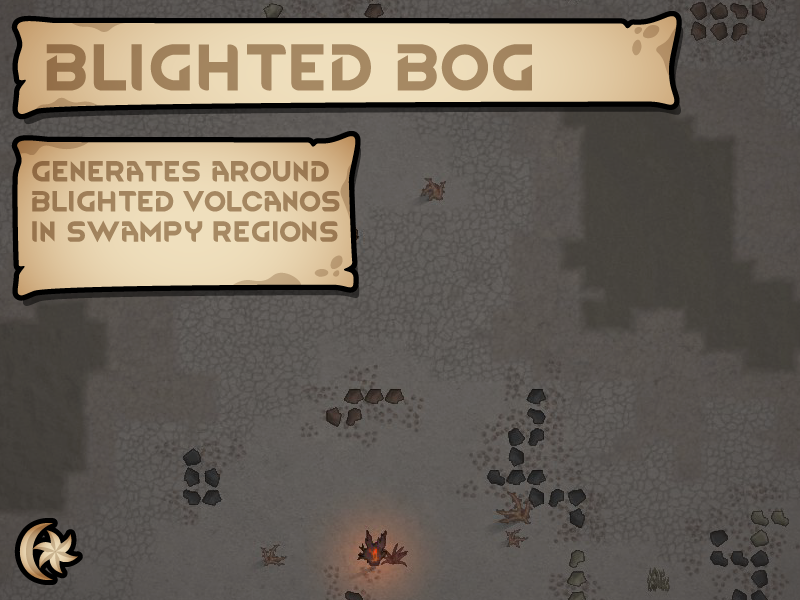 BLIGHTED BOG
GENERATES AROUND
BLIGHTED VOLCANOS
IN SWAMPY REGIONS